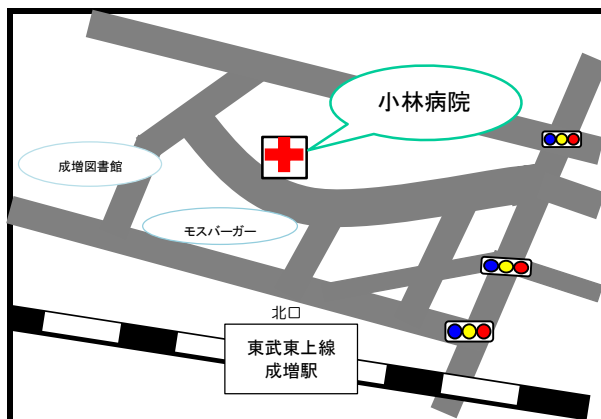 小林病院
成増図書館
モスバーガー
北口
東武東上線
成増駅